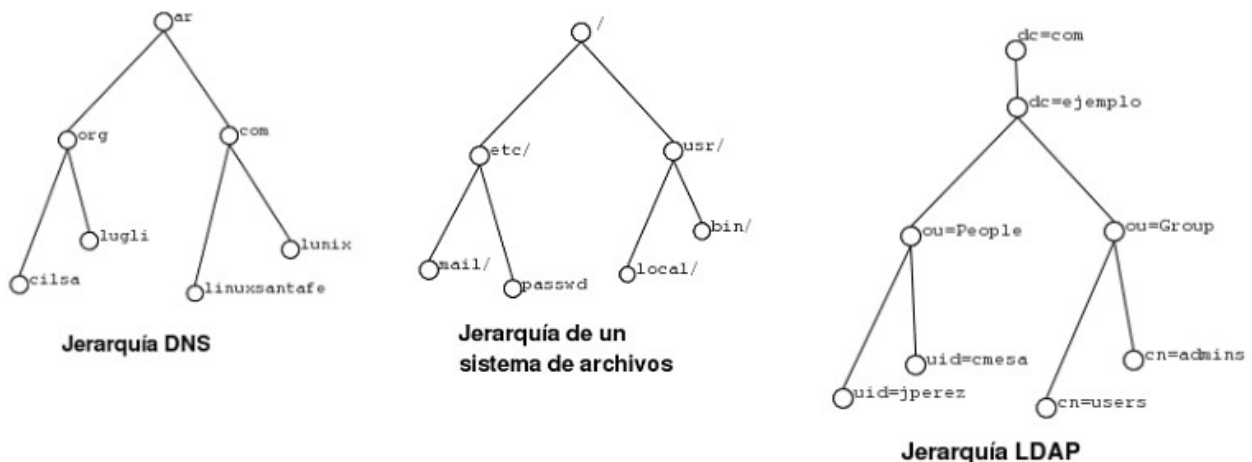 ar
org
com
cilsa
lugli
linuxsantafe
lunix
Jerarquía DNS
/
etc/
usr/
mail/
passwd
local/
bin/
Jerarquía de un
sistema de archivos
dc=com
dc=ejemplo
ou=People
ou=Group
uid=jperez
uid=cmesa
cn=users
cn=admins
Jerarquía LDAP